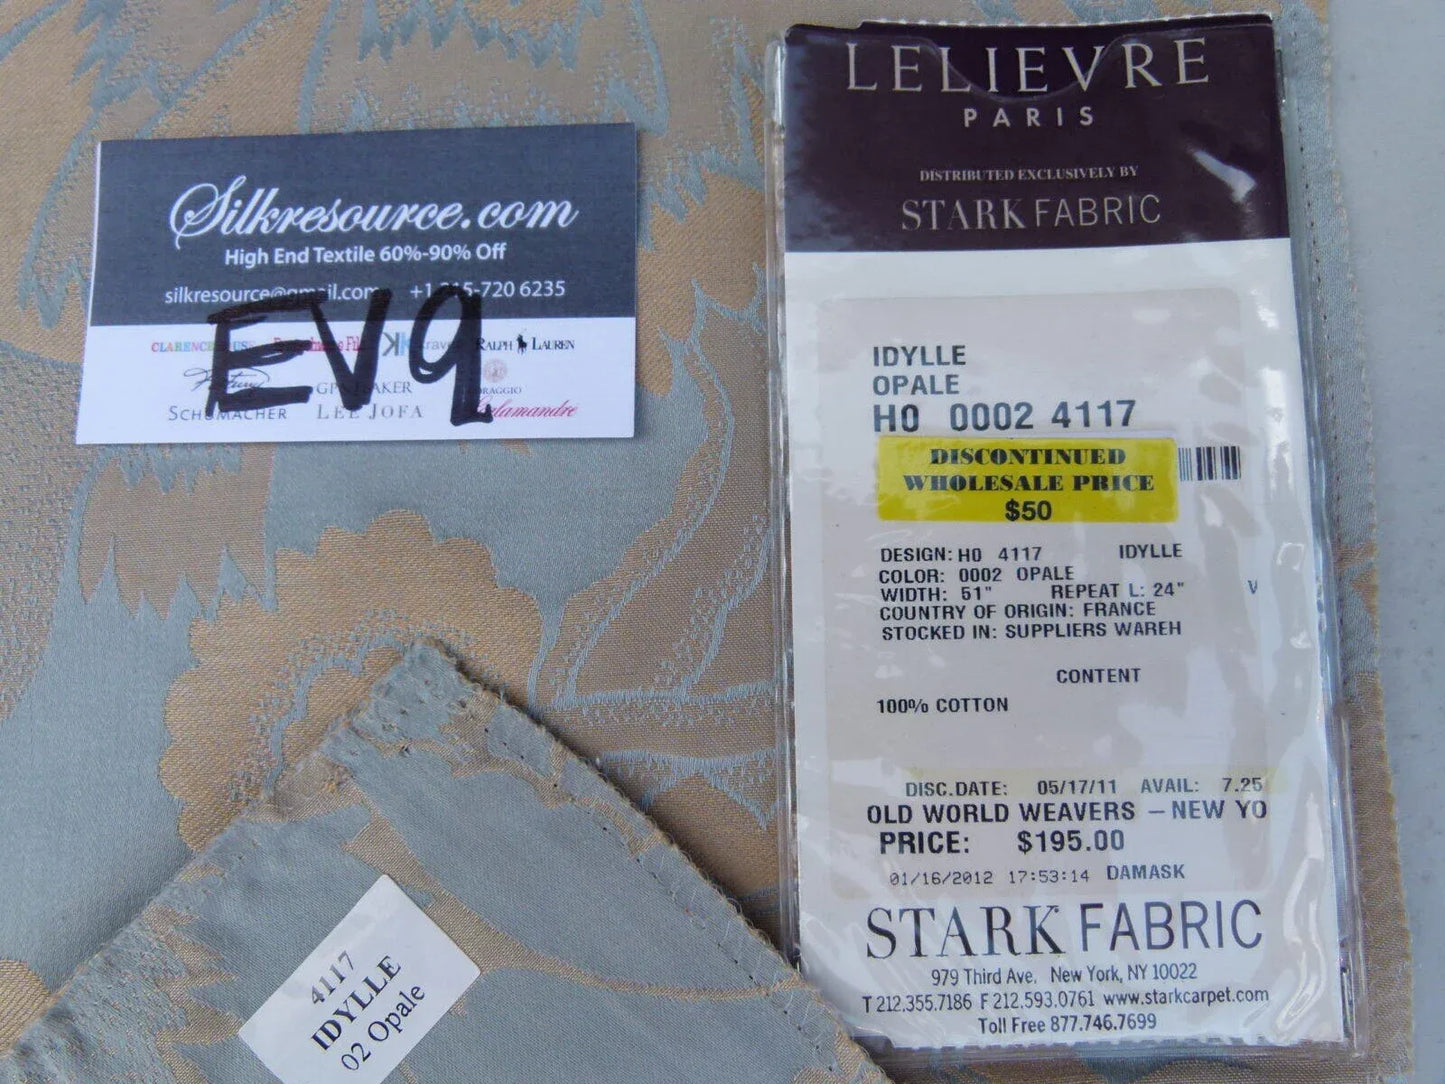 Silkresource.com
High End Textile 60%-90% Off
silkresource@gmail.com
-720 6235
EV9
RALPH LAUREN
SCHUMACHER LEE JOFA
LELIEVRE
PARIS
DISTRIBUTED EXCLUSIVELY BY
STARK FABRIC
IDYLLE
OPALE
H0 0002 4117
DISCONTINUED
WHOLESALE PRICE
$50
DESIGN: H0 4117 IDYLLE
COLOR: 0002 OPALE
WIDTH: 51" REPEAT L: 24" V
COUNTRY OF ORIGIN: FRANCE
STOCKED IN: SUPPLIERS WAREH
CONTENT
100% COTTON
DISC.DATE: 05/17/11 AVAIL: 7.25
OLD WORLD WEAVERS – NEW YO
PRICE: $195.00
01/16/2012 17:53:14 DAMASK
STARK FABRIC
979 Third Ave. New York, NY 10022
T 212.355.7186 F 212.593.0761 www.starkcarpet.com
Toll Free 877.746.7699
4117
IDYLLE
02 Opale